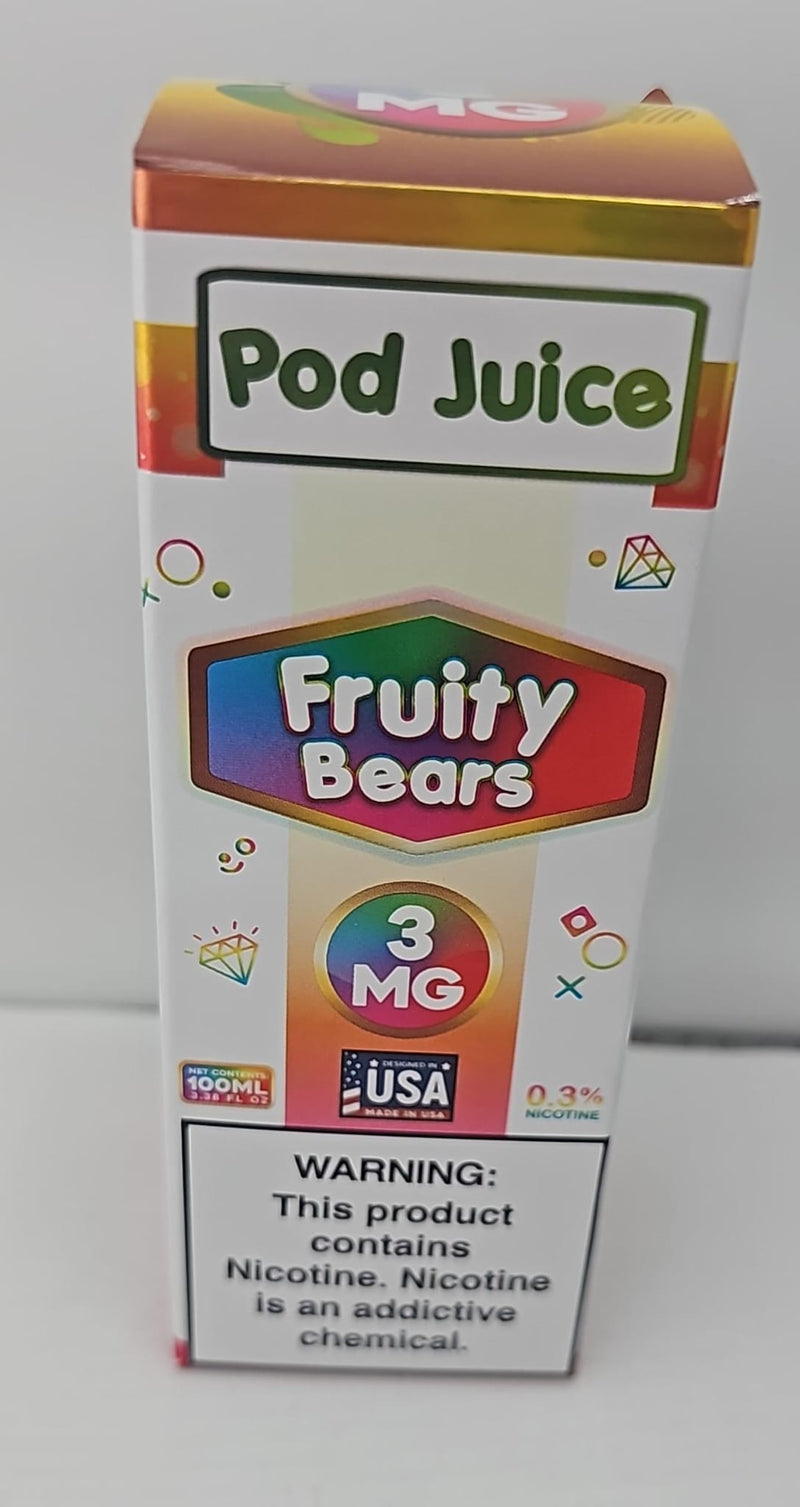 MG
Pod Juice
Fruity
Bears
3
MG
NET CONTENTS:
100ML
3.38 FL OZ
DESIGNED IN
USA
MADE IN USA
0.3%
NICOTINE
WARNING:
This product
contains
Nicotine. Nicotine
is an addictive
chemical.